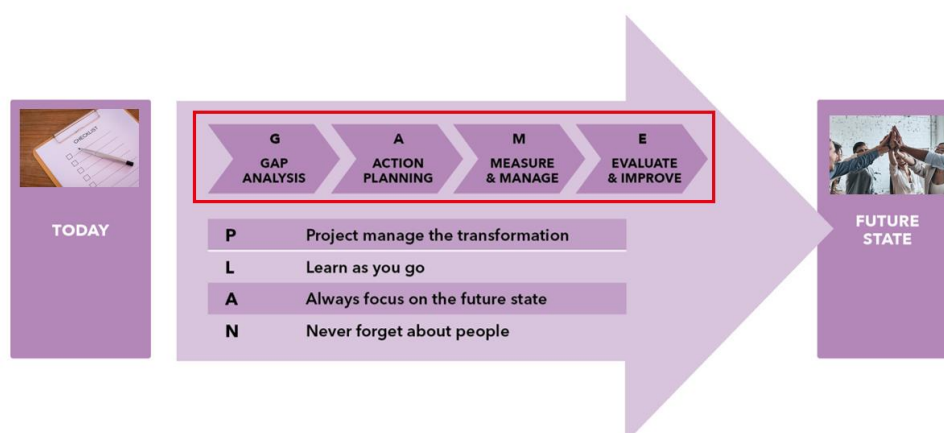 CHECKLIST
TODAY
G
GAP
ANALYSIS
A
ACTION
PLANNING
M
MEASURE
& MANAGE
E
EVALUATE
& IMPROVE
P Project manage the transformation
L Learn as you go
A Always focus on the future state
N Never forget about people
FUTURE
STATE